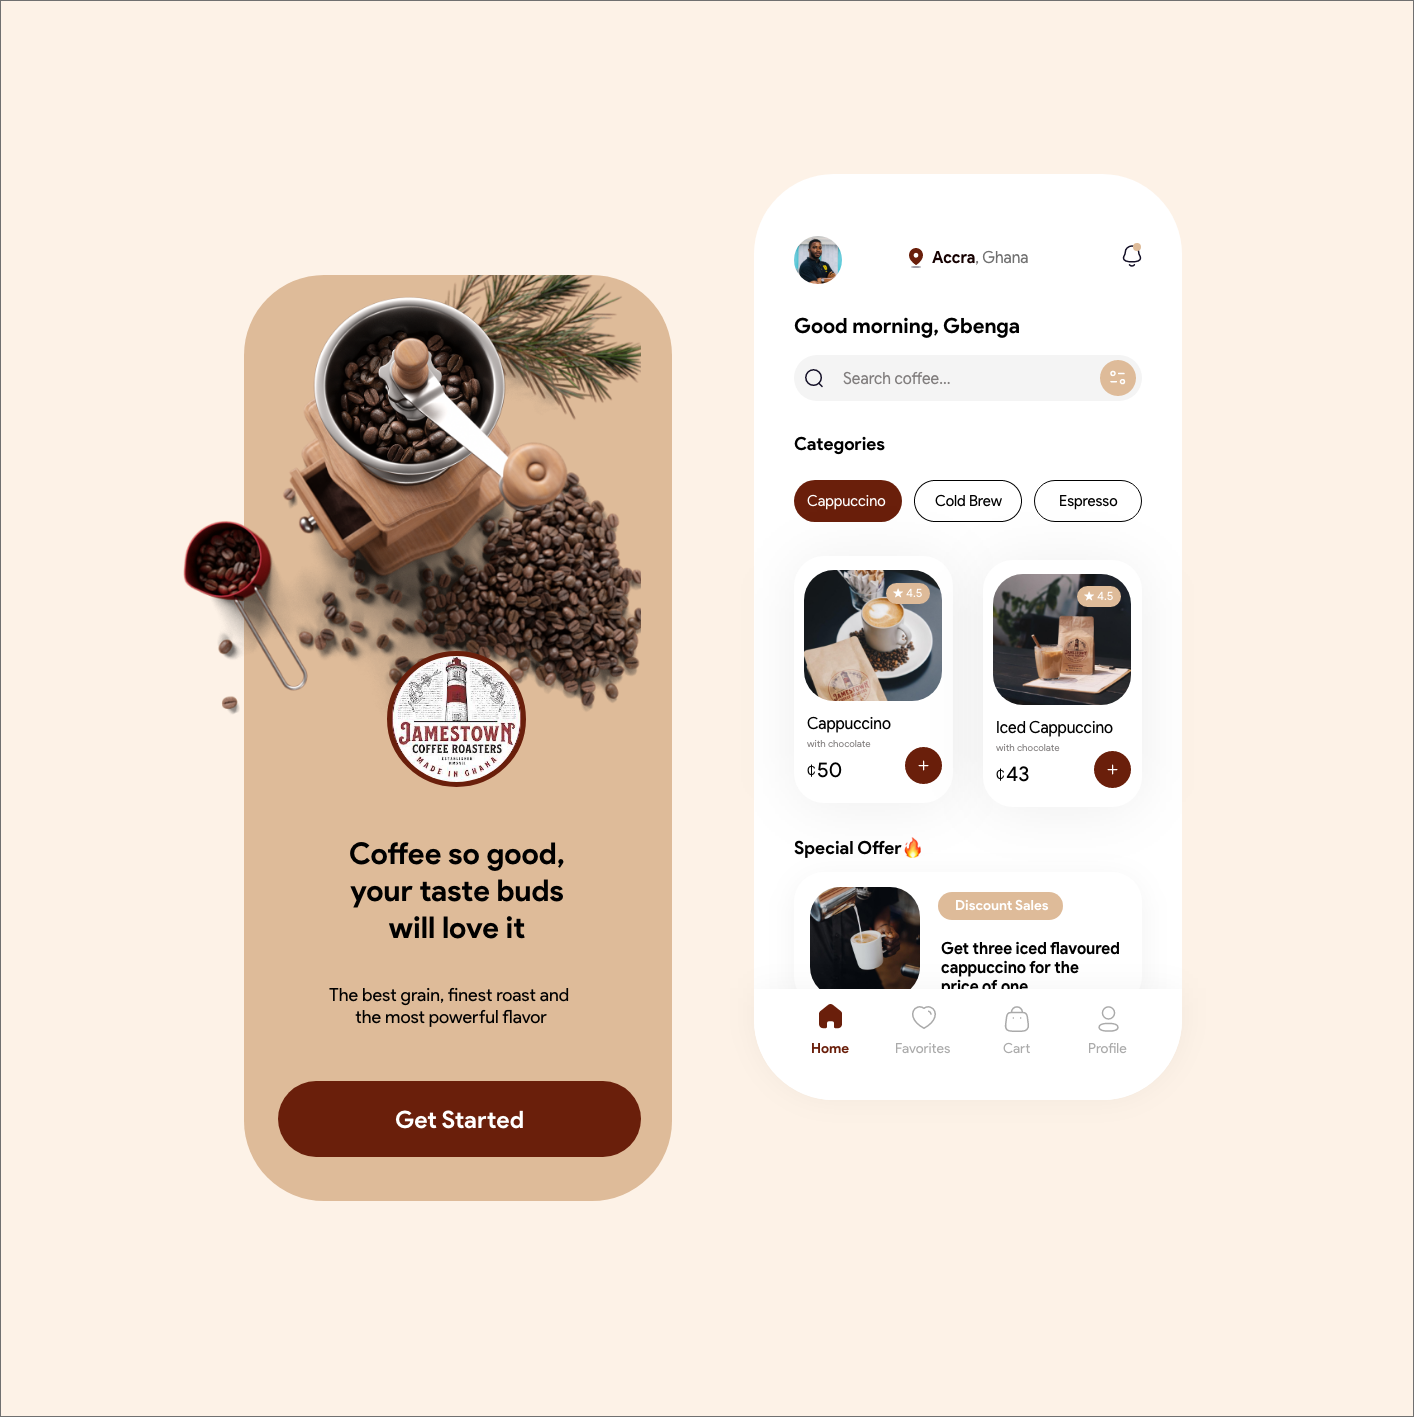 JAMESTOWN
COFFEE ROASTERS
ESTABLISHED
MADE IN GHANA
Coffee so good,
your taste buds
will love it
The best grain, finest roast and
the most powerful flavor
Get Started
Accra, Ghana
Good morning, Gbenga
Search coffee...
Categories
Cappuccino
Cold Brew
Espresso
★ 4.5
JAMESTOWN
Cappuccino
with chocolate
¢50
+
★ 4.5
JAMESTOWN
Iced Cappuccino
with chocolate
¢43
+
Special Offer🔥
Discount Sales
Get three iced flavoured
cappuccino for the
price of one
Home
Favorites
Cart
Profile